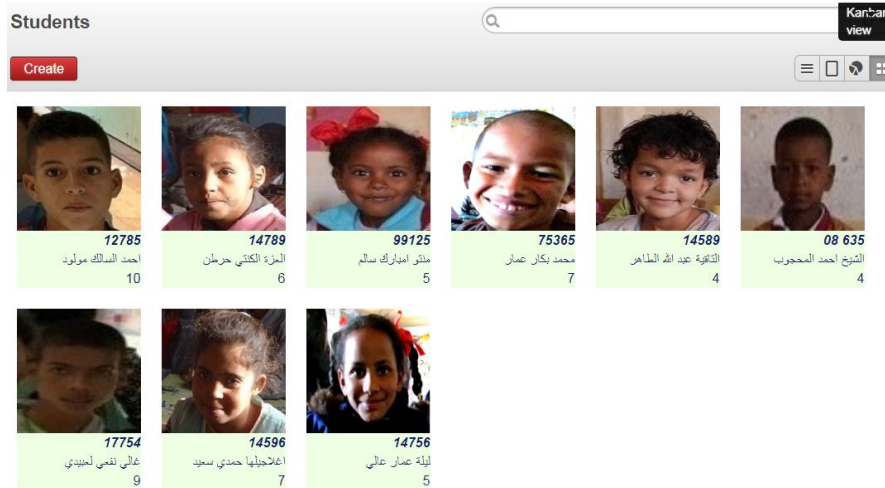 Students
Kanban
view
Create
12785
احمد السالك مولود
10
14789
العزة الكنتي حرطن
6
99125
منتو امبارك سالم
5
75365
محمد بكار عمار
7
14589
التاقية عبد الله الطاهر
4
08 635
الشيخ احمد المحجوب
4
17754
غالي نفعي لعبيدي
9
14596
اغلاجيلها حمدي سعيد
7
14756
ليلة عمار عالي
5